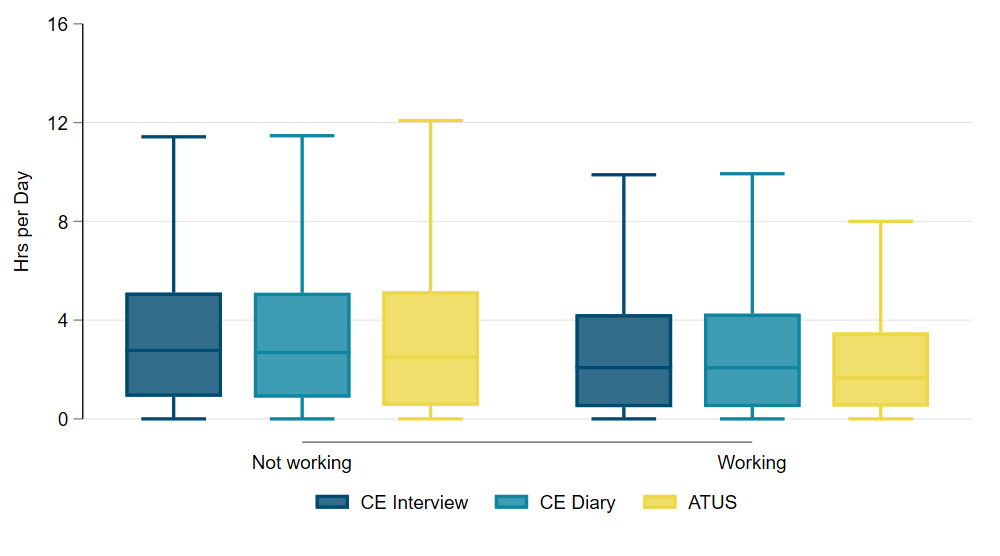 16
12
8
4
0
Hrs per Day
Not working
Working
CE Interview
CE Diary
ATUS